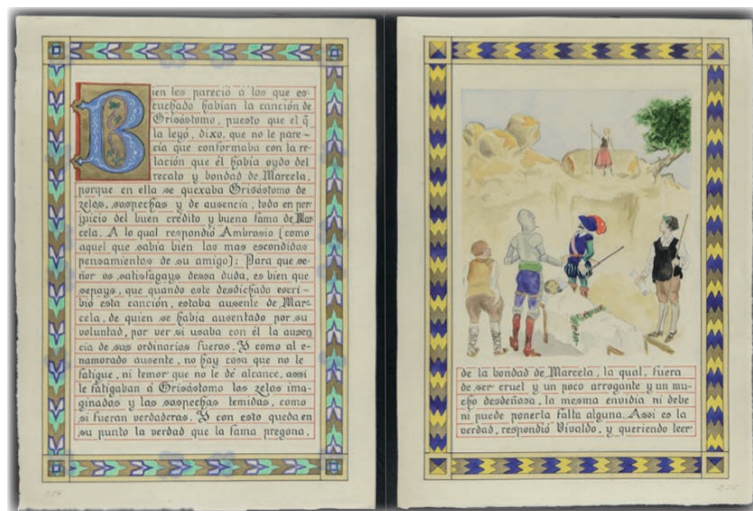 Bien les pareció a los que es-
cuchado habían la canción de
Grisóstomo, puesto que el q̃
la leyó, dixo, que no le pare-
cía que conformaba con la re-
lación que él había oydo del
recato y bondad de Marcela,
porque en ella se quexaba Grisóstomo de
zelos, sospechas y de ausencia, todo en per-
juicio del buen crédito y buena fama de Mar-
cela. A lo qual respondió Ambrosio (como
aquel que sabía bien los mas escondidos
pensamientos de su amigo): Para que se-
ñor os satisfagays dessa duda, es bien que
sepays, que quando este desdichado escri-
bió esta canción, estaba ausente de Mar-
cela, de quien se había ausentado por su
voluntad, por ver si usaba con él la ausen
cia de sus ordinarios fueros. Y como al e-
namorado ausente, no hay cosa que no le
fatigue, ni temor que no le dé alcance, assi
le fatigaban á Grisóstomo los zelos ima-
ginados y las sospechas temidas, como
si fueran verdaderas. Y con esto queda en
su punto la verdad que la fama pregona,
de la bondad de Marcela, la qual, fuera
de ser cruel y un poco arrogante y un mu-
cho desdeñosa, la mesma envidia ni debe
ni puede ponerla falta alguna. Assi es la
verdad, respondió Vivaldo, y queriendo leer